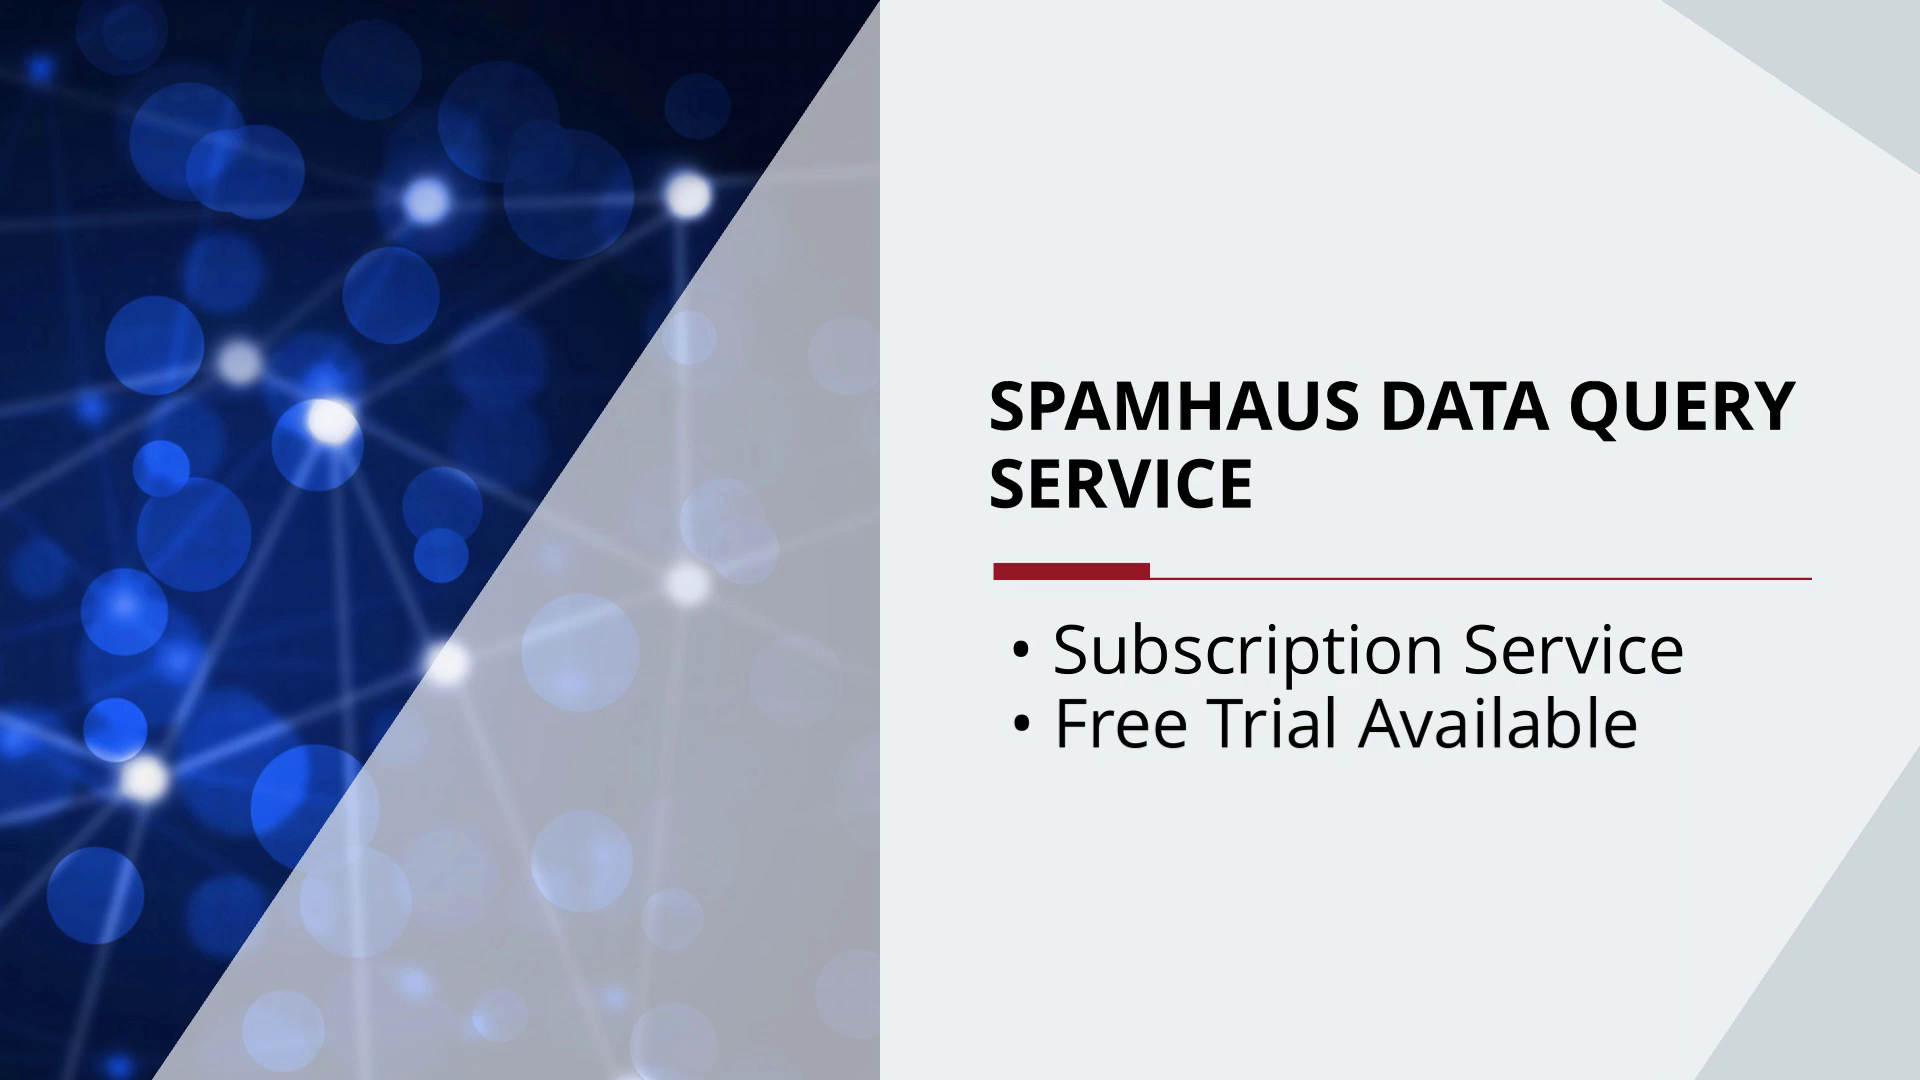 SPAMHAUS DATA QUERY
SERVICE
• Subscription Service
• Free Trial Available